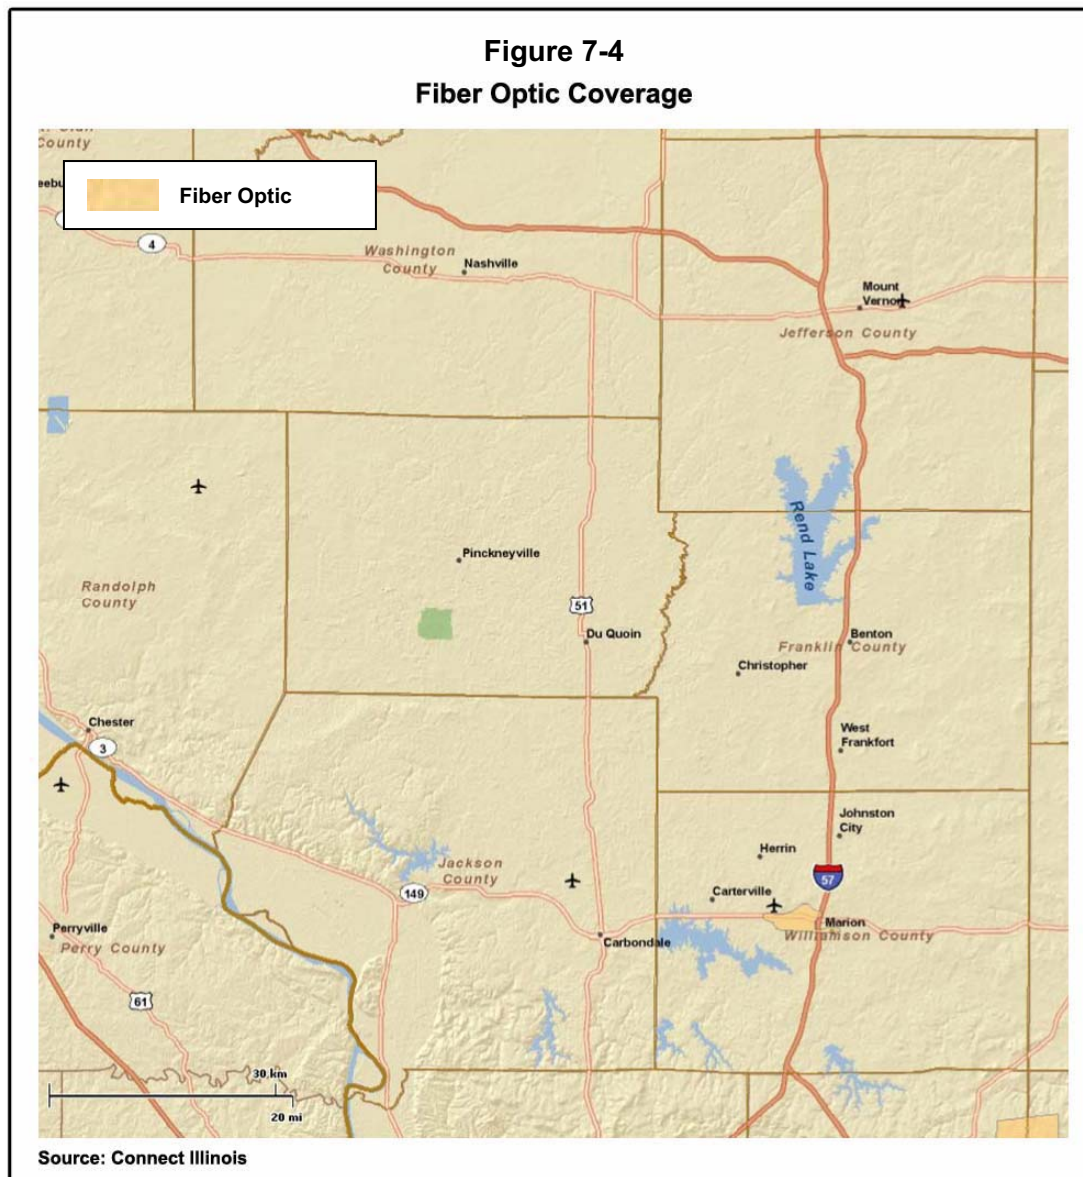 Figure 7-4
Fiber Optic Coverage
County
Fiber Optic
4
Washington
County
Nashville
Mount
Vernon
Jefferson County
Rend Lake
Pinckneyville
Randolph
County
51
Du Quoin
Benton
Franklin County
Christopher
West
Frankfort
Chester
3
Johnston
City
Herrin
Jackson
County
57
149
Carterville
Marion
Williamson County
Perryville
Perry County
Carbondale
61
30 km
20 mi
Source: Connect Illinois